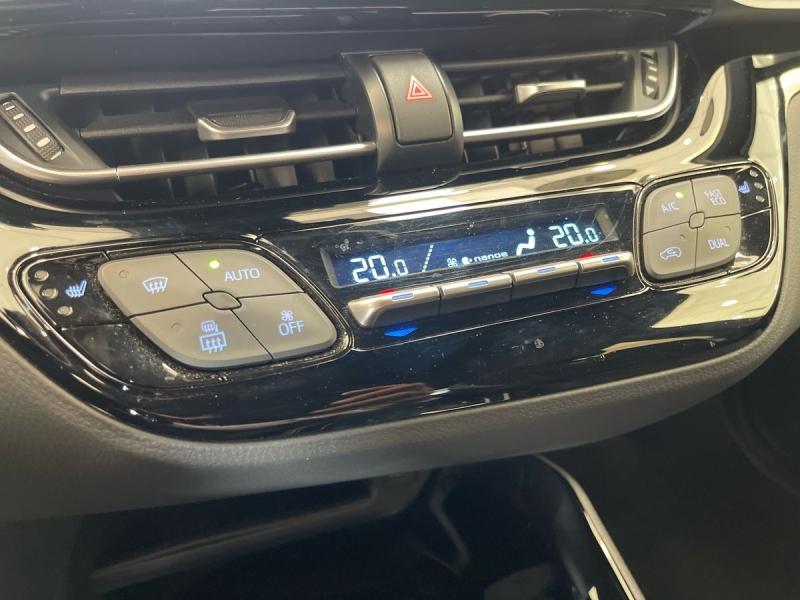 20.0 nanoe 20.0
AUTO
OFF
A/C FAST
ECO
DUAL